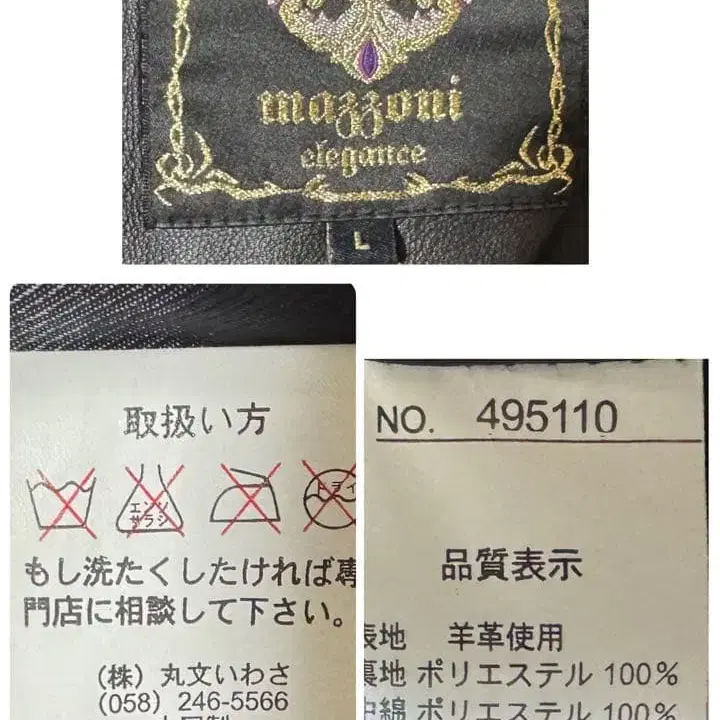 mazzoni
elegance
L
取扱い方
エンソ
サラシ
ドライ
もし洗たくしたければ専
門店に相談して下さい。
(株) 丸文いわさ
(058) 246-5566
NO. 495110
品質表示
表地 羊革使用
裏地 ポリエステル 100%
中綿 ポリエステル 100%